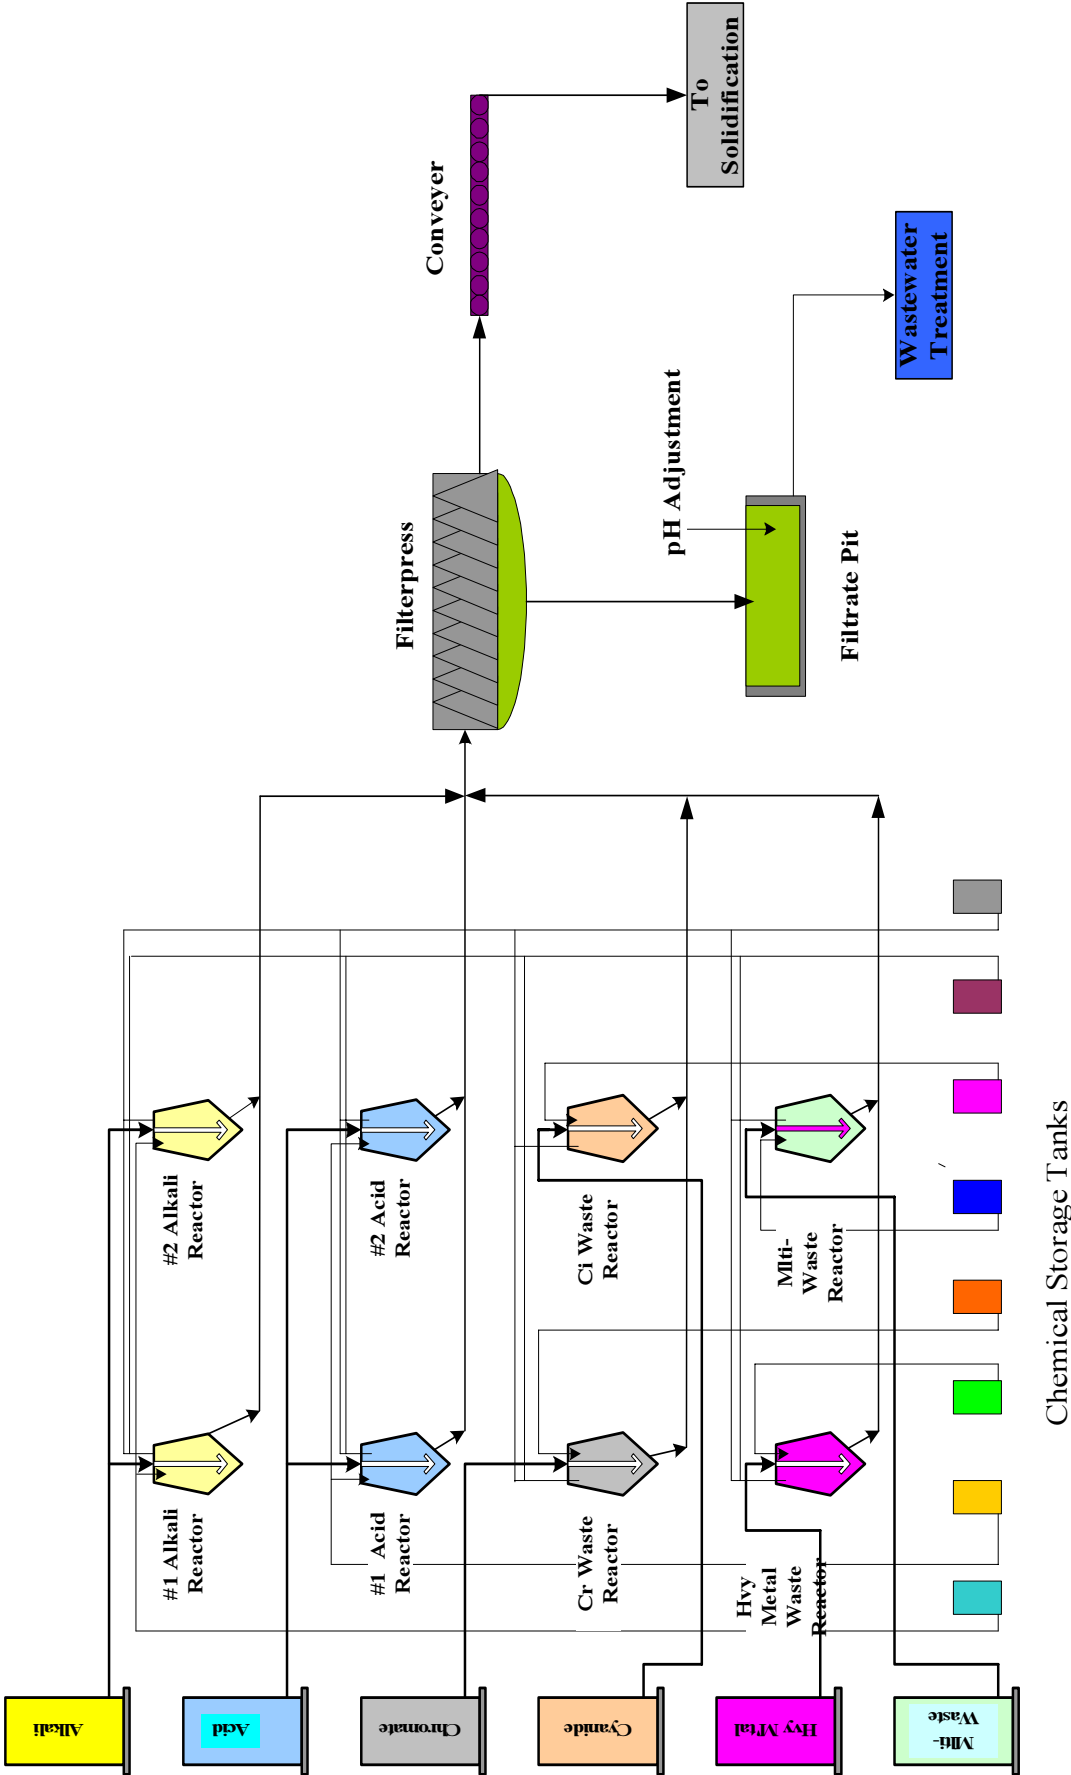 Alkali
Acid
Chromate
Cyanide
Hvy M'tal
Mlti-
Waste
#1 Alkali
Reactor
#2 Alkali
Reactor
#1 Acid
Reactor
#2 Acid
Reactor
Cr Waste
Reactor
Ci Waste
Reactor
Hvy
Metal
Waste
Reactor
Mlti-
Waste
Reactor
Filterpress
Conveyer
To
Solidification
pH Adjustment
Filtrate Pit
Wastewater
Treatment
Chemical Storage Tanks